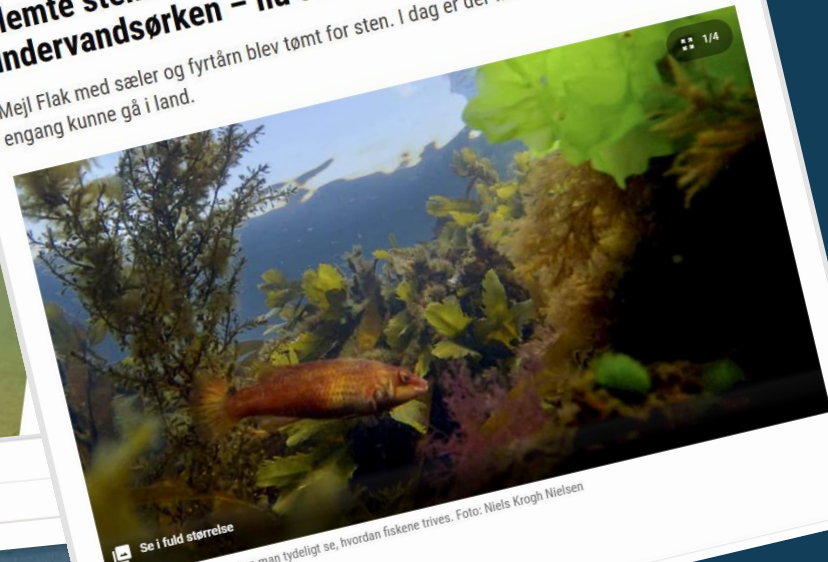 undervandsørken –
Mejl Flak med sæler og fyrtårn blev tømt for sten. I dag er der
engang kunne gå i land.
1/4
Se i fuld størrelse
man tydeligt se, hvordan fiskene trives. Foto: Niels Krogh Nielsen